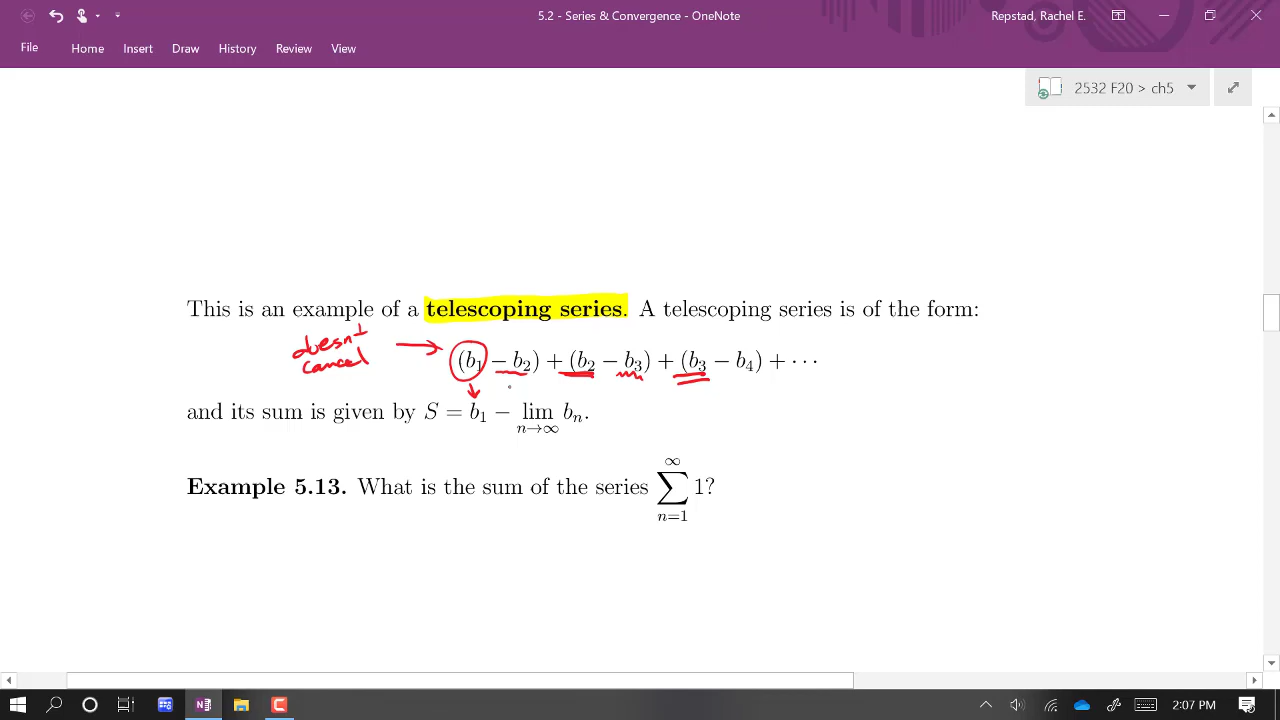 5.2 - Series & Convergence - OneNote
Repstad, Rachel E.
File Home Insert Draw History Review View
2532 F20 > ch5
This is an example of a telescoping series. A telescoping series is of the form:
doesn't
cancel
(b₁ − b₂) + (b₂ − b₃) + (b₃ − b₄) + ⋯
and its sum is given by S = b₁ − lim bₙ.
n→∞
Example 5.13. What is the sum of the series ∑ 1?
∞
n=1
2:07 PM